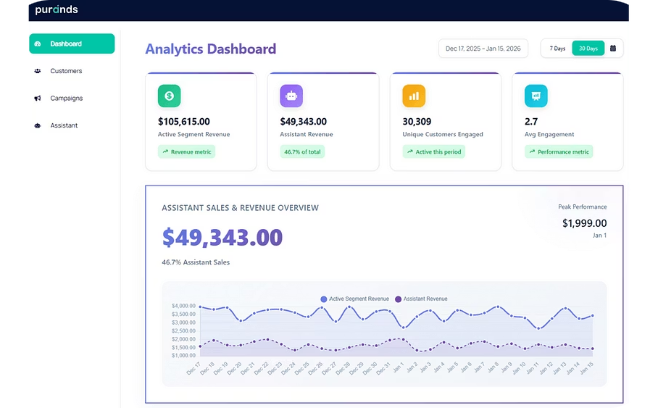 purands
Dashboard
Customers
Campaigns
Assistant
Analytics Dashboard
Dec 17, 2025 - Jan 15, 2026
7 Days
30 Days
$105,615.00
Active Segment Revenue
Revenue metric
$49,343.00
Assistant Revenue
46.7% of total
30,309
Unique Customers Engaged
Active this period
2.7
Avg Engagement
Performance metric
ASSISTANT SALES & REVENUE OVERVIEW
$49,343.00
46.7% Assistant Sales
Peak Performance
$1,999.00
Jan 1
Active Segment Revenue
Assistant Revenue
$4,000.00
$3,500.00
$3,000.00
$2,500.00
$2,000.00
$1,500.00
$1,000.00
Dec 17
Dec 18
Dec 19
Dec 20
Dec 21
Dec 22
Dec 23
Dec 24
Dec 25
Dec 26
Dec 27
Dec 28
Dec 29
Dec 30
Dec 31
Jan 1
Jan 2
Jan 3
Jan 4
Jan 5
Jan 6
Jan 7
Jan 8
Jan 9
Jan 10
Jan 11
Jan 12
Jan 13
Jan 14
Jan 15